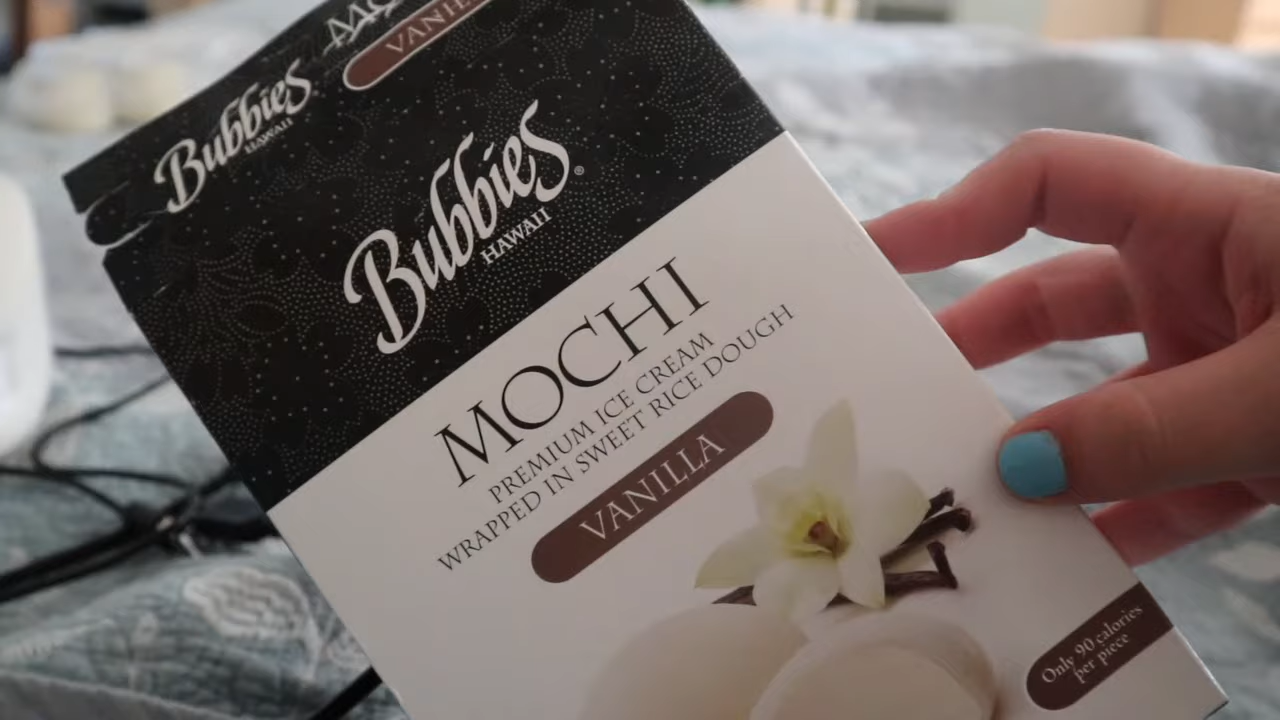 Bubbies
HAWAII
Bubbies®
HAWAII
MOCHI
PREMIUM ICE CREAM
WRAPPED IN SWEET RICE DOUGH
VANILLA
Only 90 calories
per piece